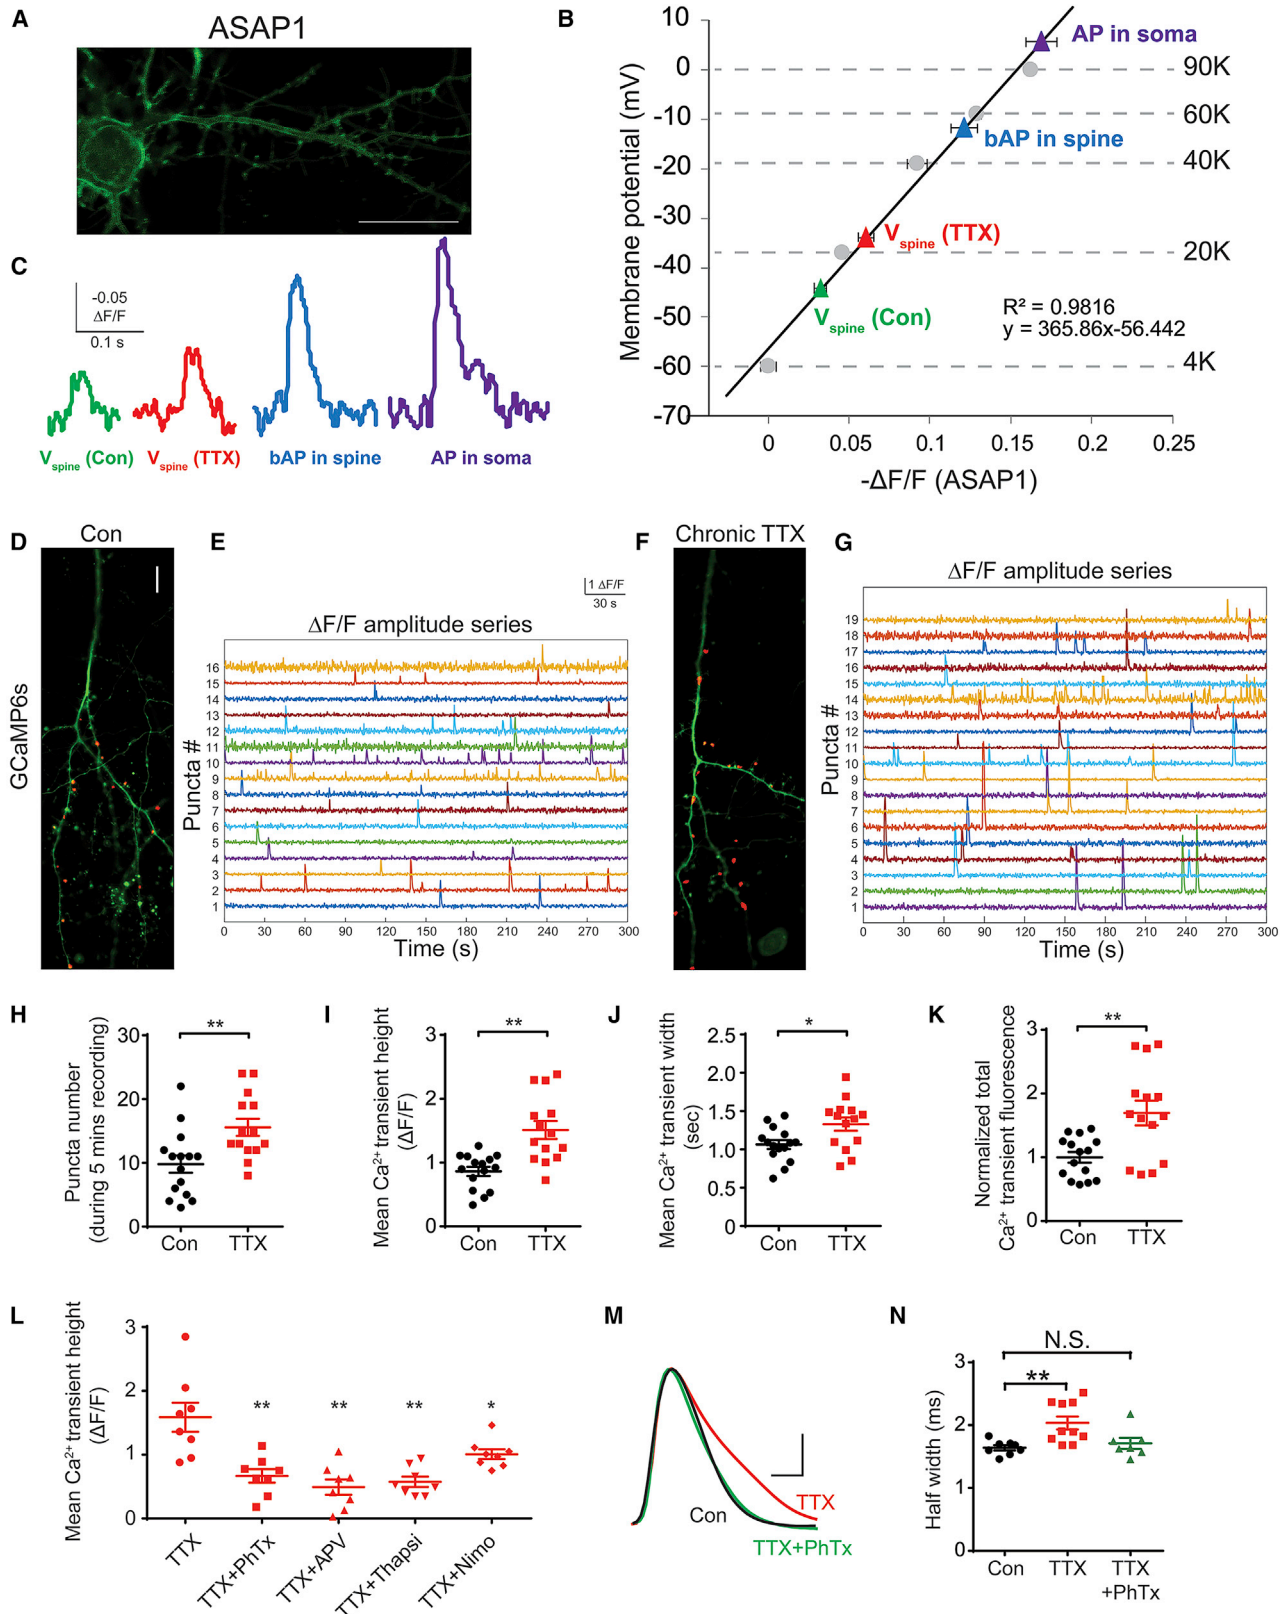 A
ASAP1
B
Membrane potential (mV)
10
0
-10
-20
-30
-40
-50
-60
-70
AP in soma
90K
60K
bAP in spine
40K
Vspine (TTX)
20K
Vspine (Con)
R² = 0.9816
y = 365.86x-56.442
4K
0 0.05 0.1 0.15 0.2 0.25
-ΔF/F (ASAP1)
C
-0.05
ΔF/F
0.1 s
Vspine (Con) Vspine (TTX) bAP in spine AP in soma
D
Con
GCaMP6s
E
1 ΔF/F
30 s
ΔF/F amplitude series
Puncta #
16
15
14
13
12
11
10
9
8
7
6
5
4
3
2
1
0 30 60 90 120 150 180 210 240 270 300
Time (s)
F
Chronic TTX
G
ΔF/F amplitude series
Puncta #
19
18
17
16
15
14
13
12
11
10
9
8
7
6
5
4
3
2
1
0 30 60 90 120 150 180 210 240 270 300
Time (s)
H
Puncta number
(during 5 mins recording)
30
20
10
0
**
Con TTX
I
Mean Ca²⁺ transient height
(ΔF/F)
3
2
1
0
**
Con TTX
J
Mean Ca²⁺ transient width
(sec)
2.5
2.0
1.5
1.0
0.5
0
*
Con TTX
K
Normalized total
Ca²⁺ transient fluorescence
3
2
1
0
**
Con TTX
L
Mean Ca²⁺ transient height
(ΔF/F)
3
2
1
0
** ** ** *
TTX
TTX+PhTx
TTX+APV
TTX+Thapsi
TTX+Nimo
M
Con
TTX
TTX+PhTx
N
Half width (ms)
3
2
1
0
N.S.
**
Con TTX TTX
+PhTx